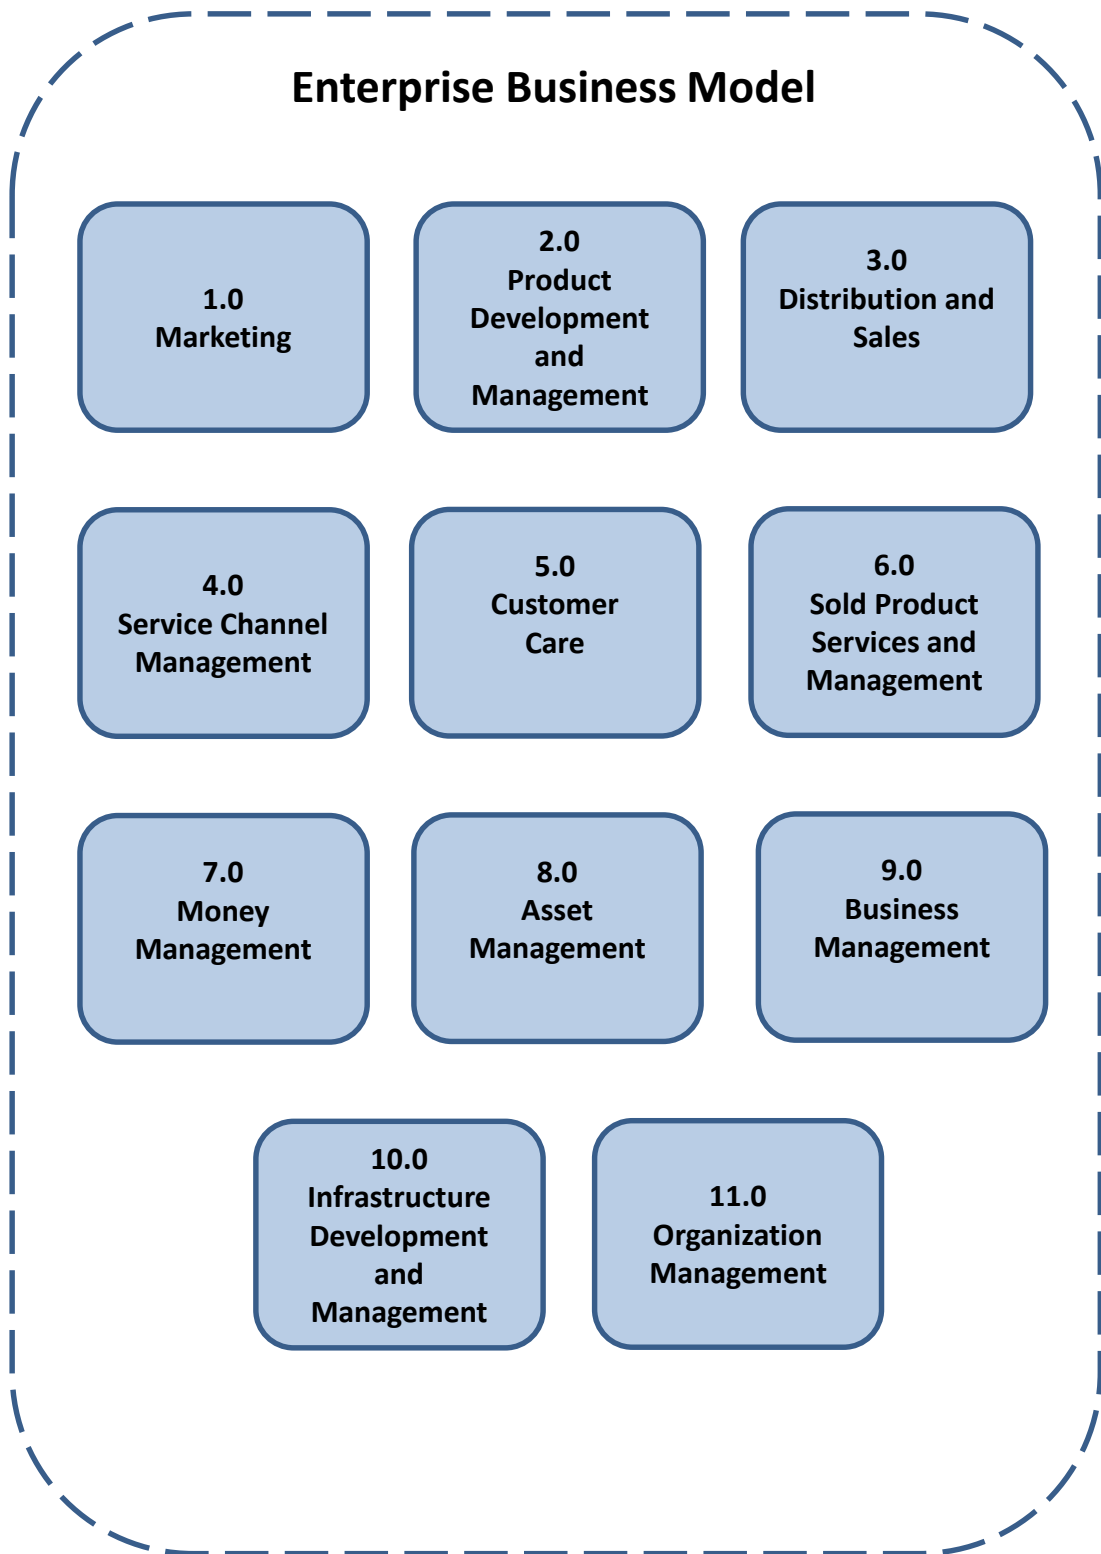 Enterprise Business Model
1.0
Marketing
2.0
Product
Development
and
Management
3.0
Distribution and
Sales
4.0
Service Channel
Management
5.0
Customer
Care
6.0
Sold Product
Services and
Management
7.0
Money
Management
8.0
Asset
Management
9.0
Business
Management
10.0
Infrastructure
Development
and
Management
11.0
Organization
Management